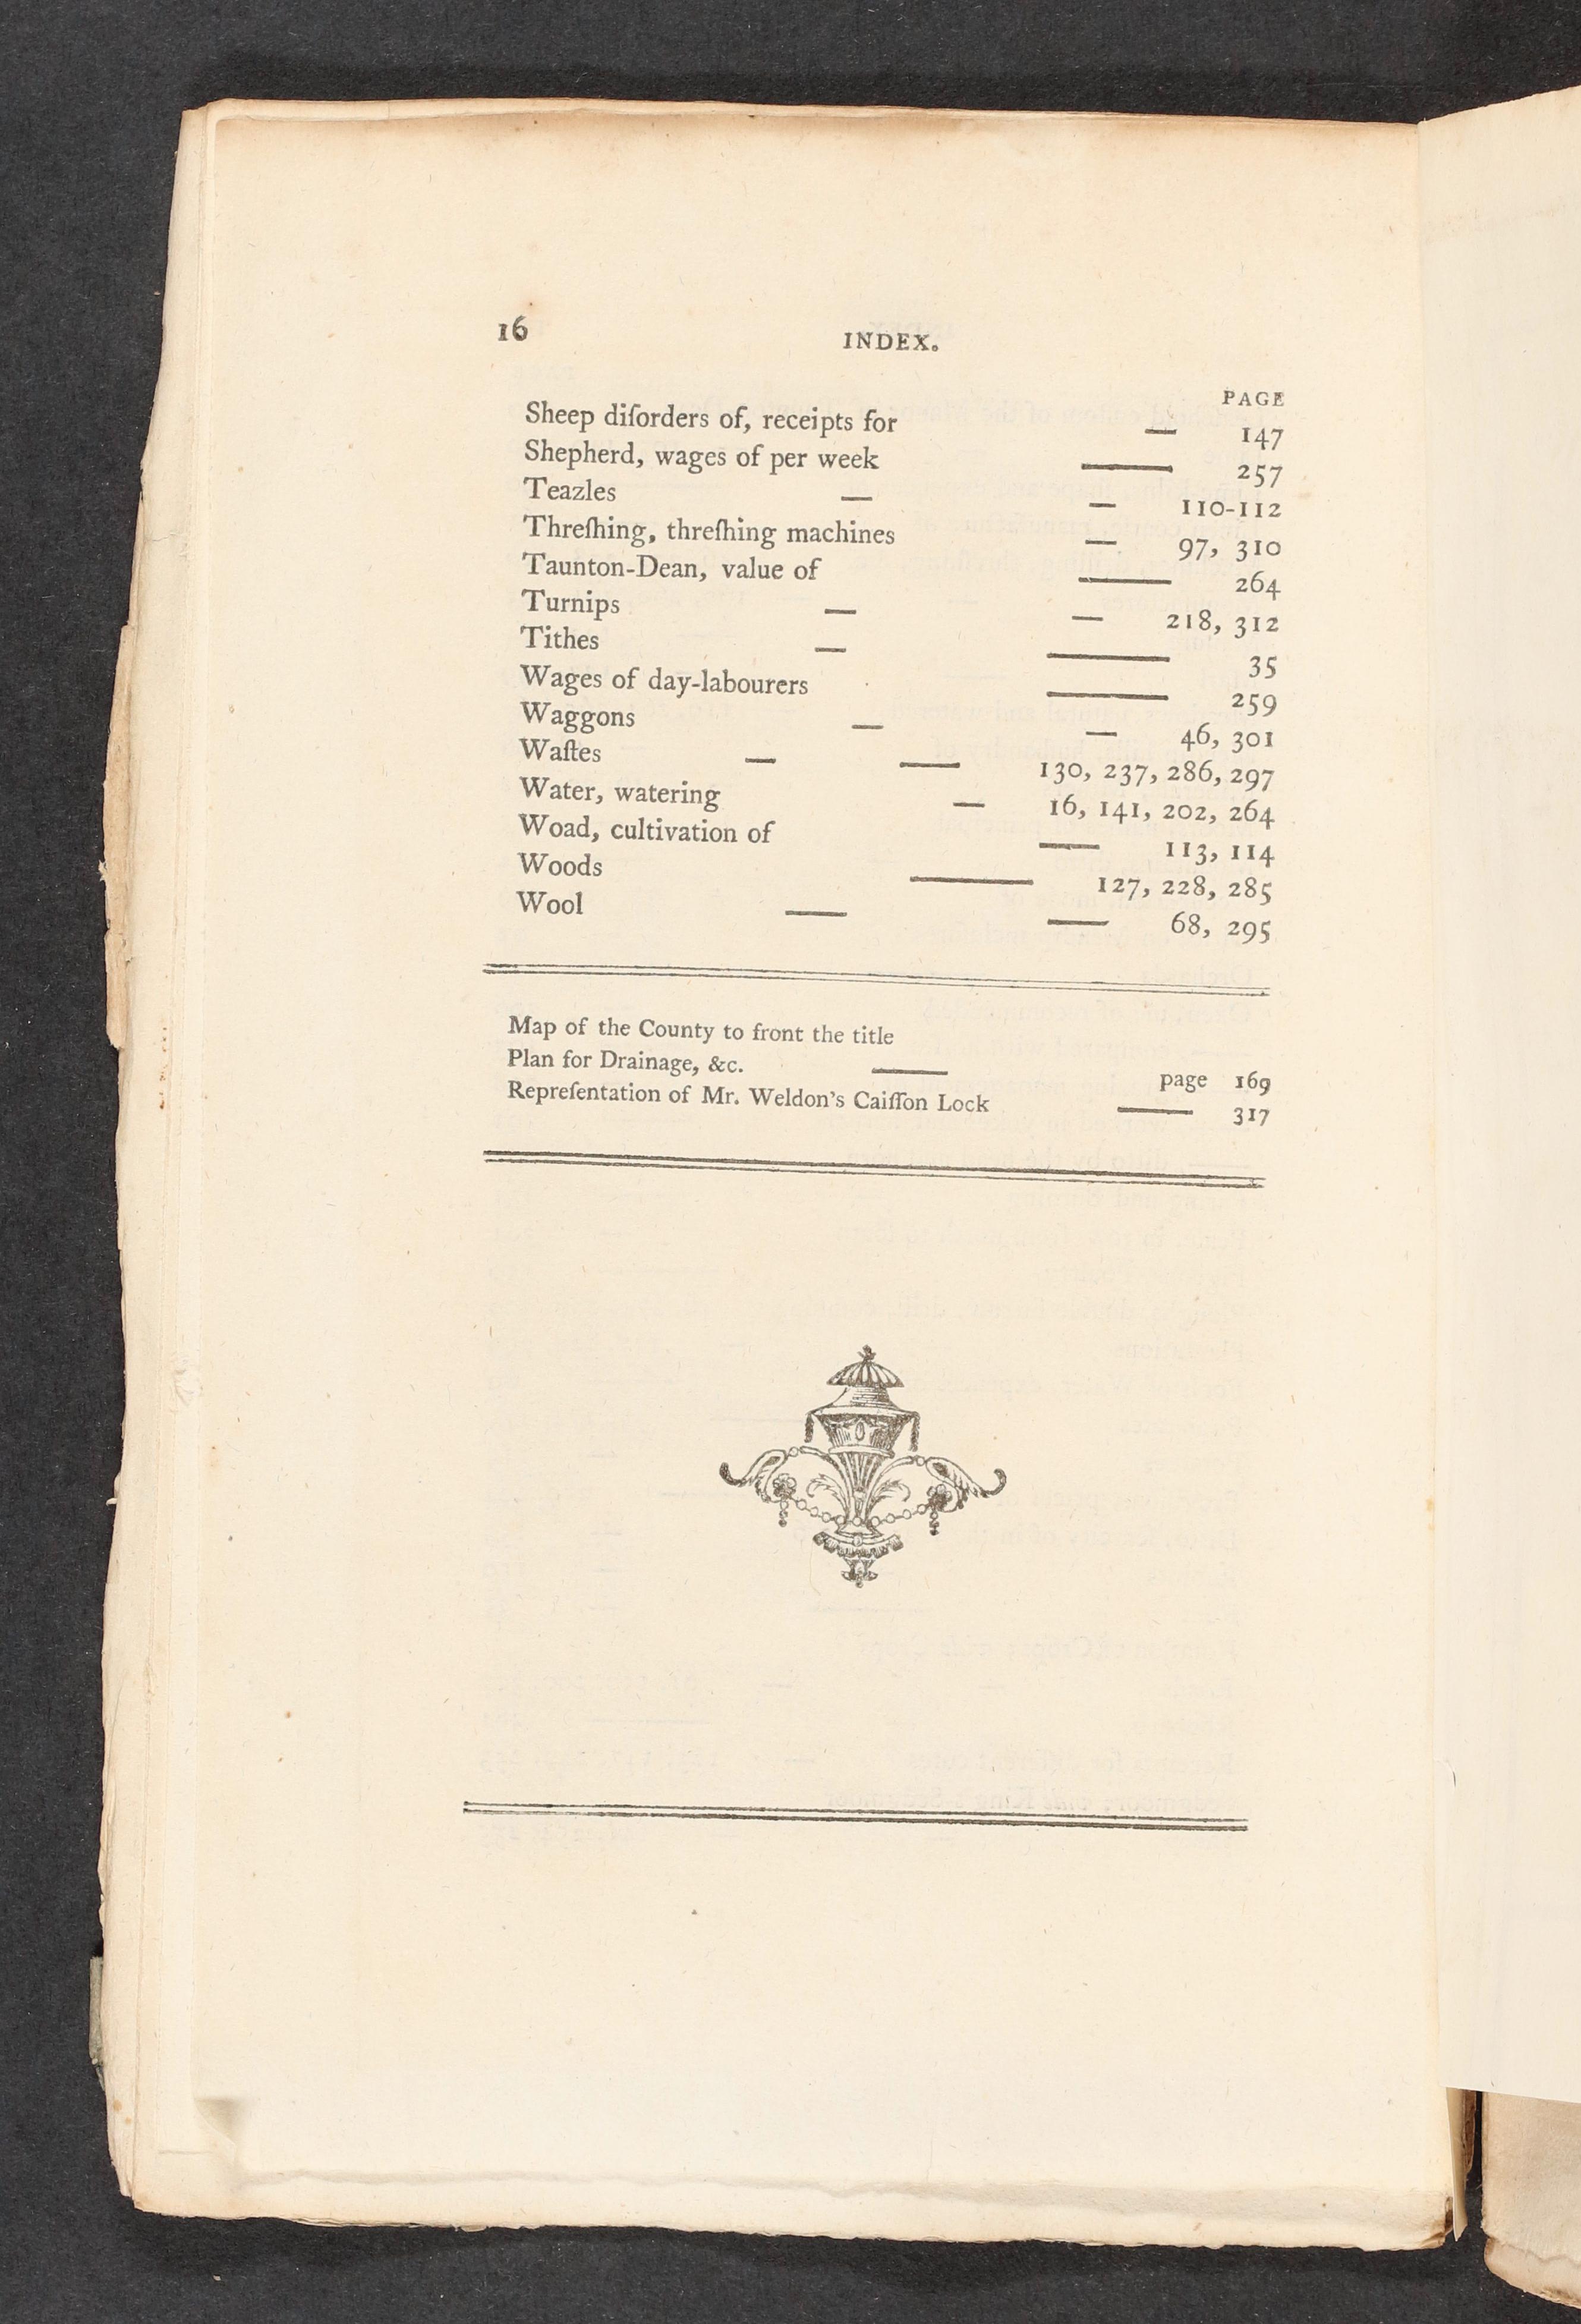 16 INDEX.
PAGE
Sheep diſorders of, receipts for — 147
Shepherd, wages of per week —— 257
Teazles — — 110-112
Threſhing, threſhing machines — 97, 310
Taunton-Dean, value of —— 264
Turnips — — 218, 312
Tithes — —— 35
Wages of day-labourers —— 259
Waggons — — 46, 301
Waſtes — — 130, 237, 286, 297
Water, watering — 16, 141, 202, 264
Woad, cultivation of — 113, 114
Woods —— 127, 228, 285
Wool — — 68, 295
Map of the County to front the title
Plan for Drainage, &c. —— page 169
Repreſentation of Mr. Weldon's Caiſſon Lock —— 317